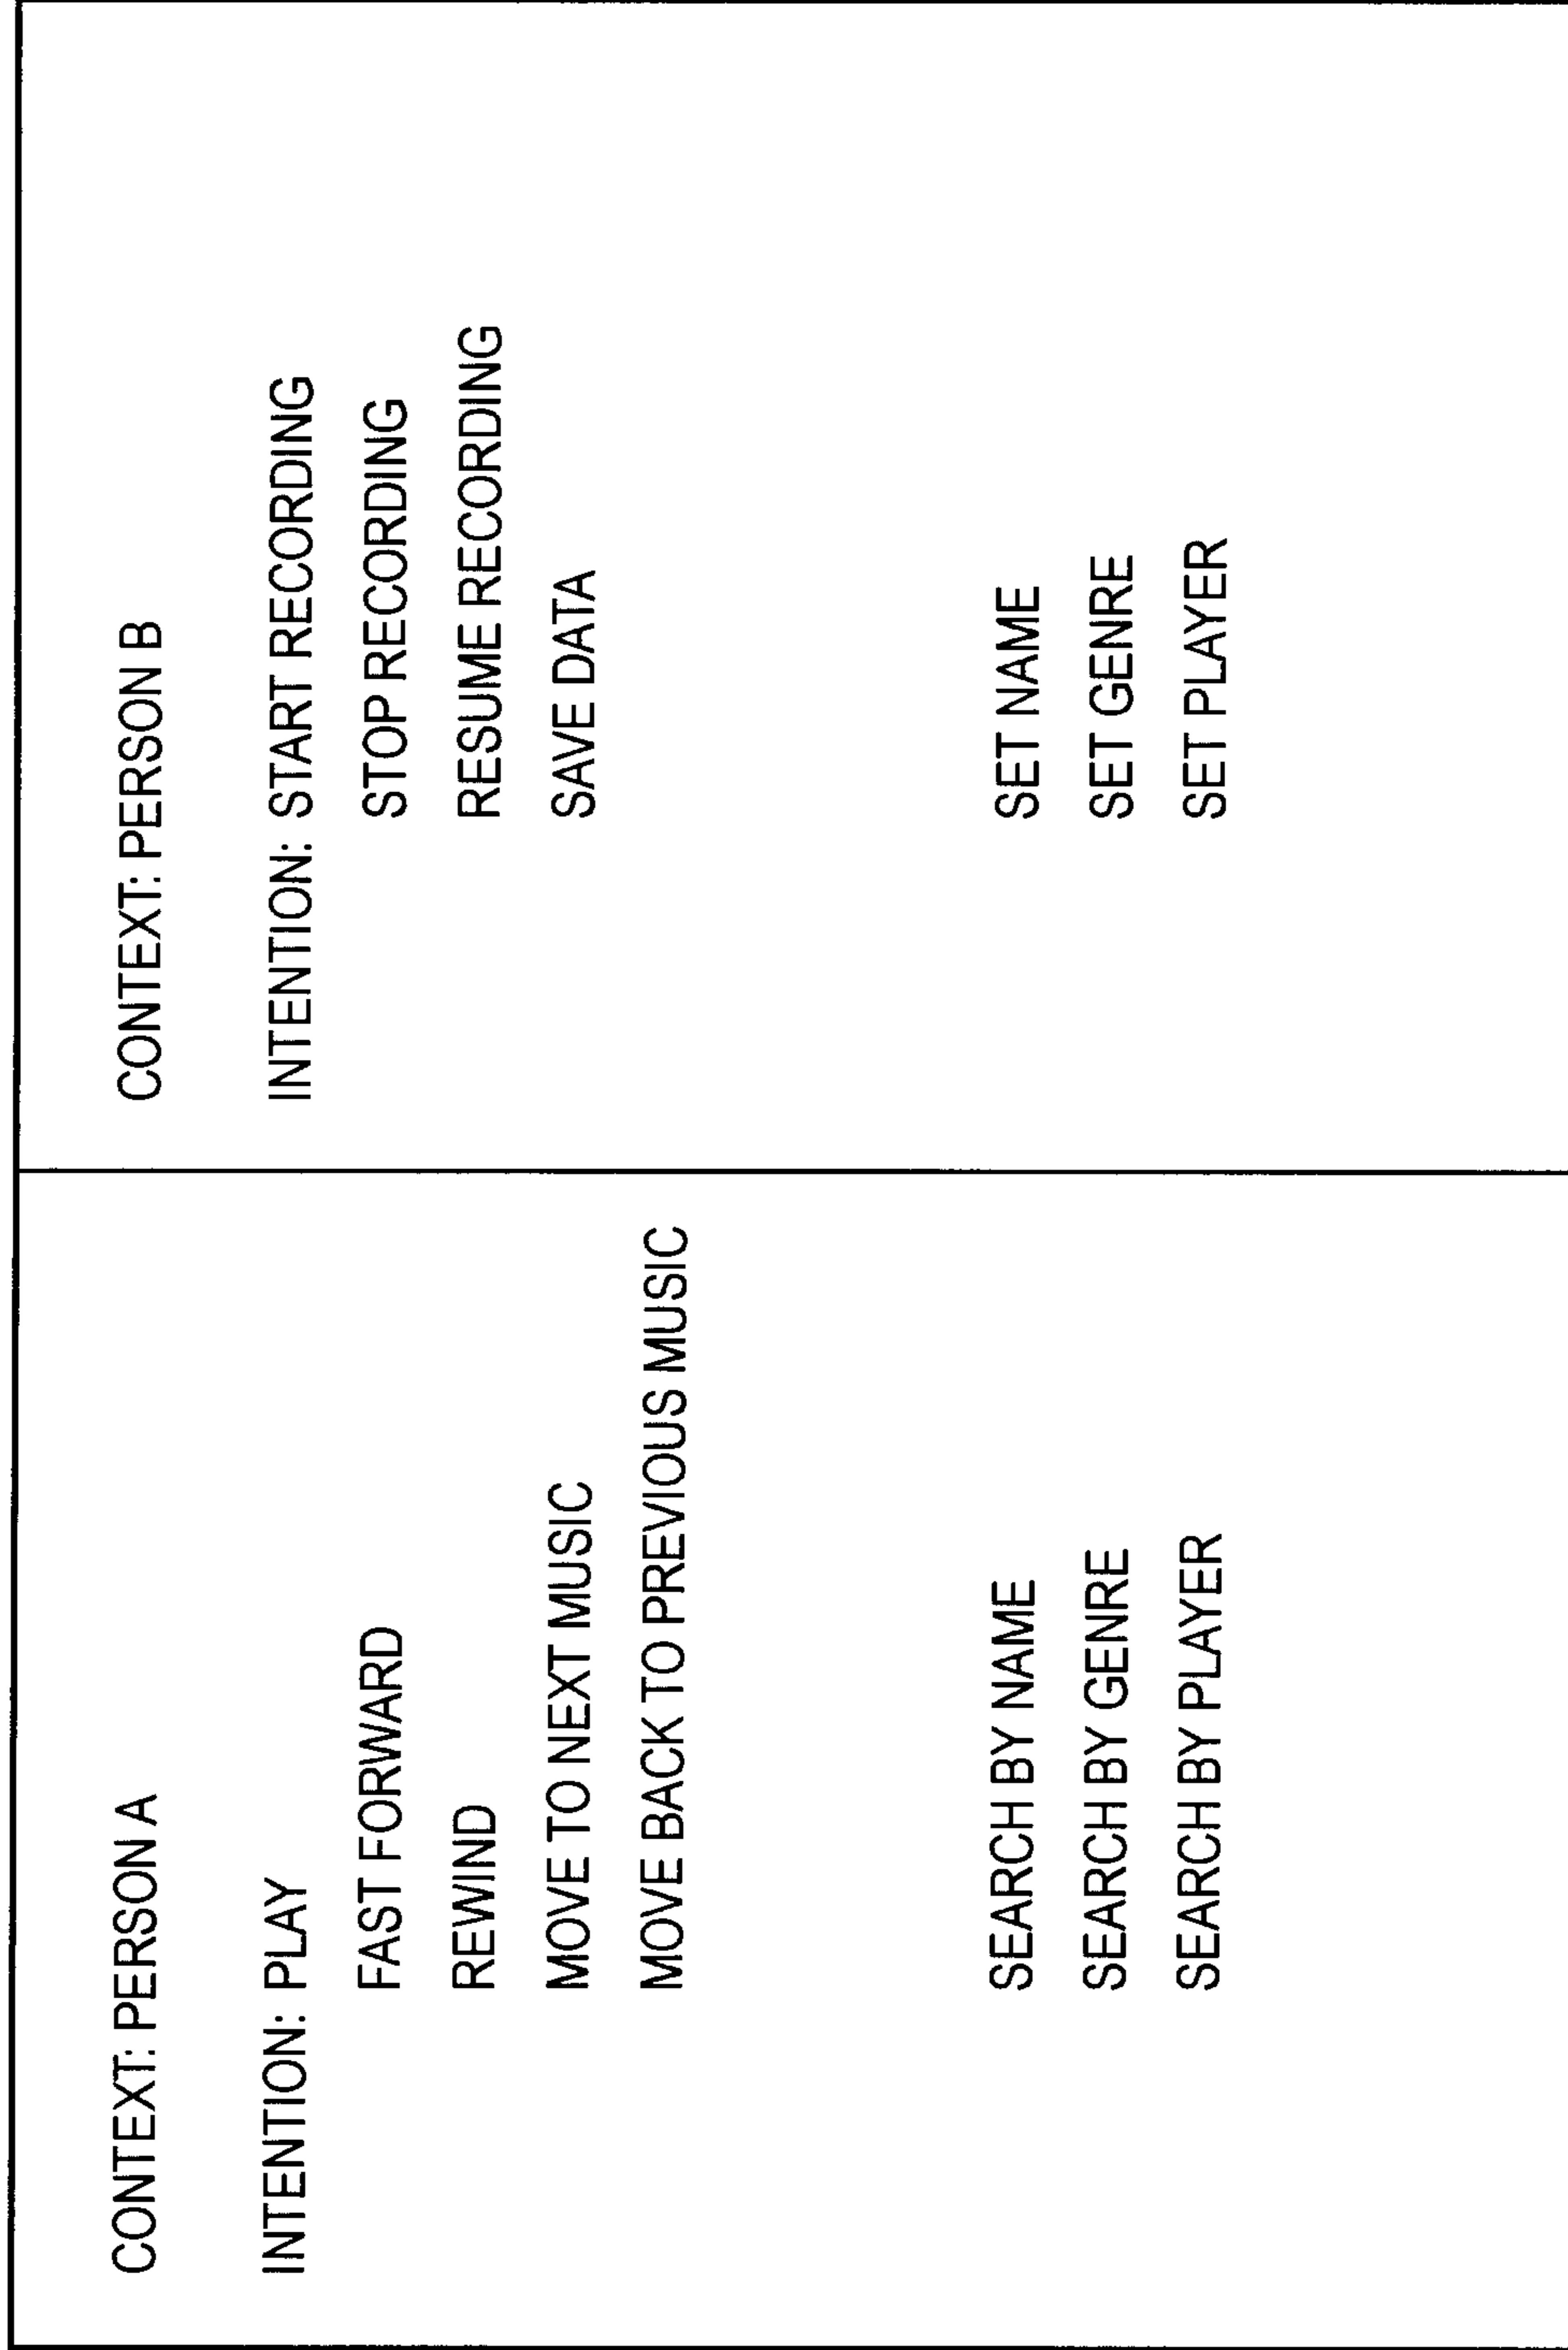 CONTEXT: PERSON A
INTENTION: PLAY
FAST FORWARD
REWIND
MOVE TO NEXT MUSIC
MOVE BACK TO PREVIOUS MUSIC
SEARCH BY NAME
SEARCH BY GENRE
SEARCH BY PLAYER
CONTEXT: PERSON B
INTENTION: START RECORDING
STOP RECORDING
RESUME RECORDING
SAVE DATA
SET NAME
SET GENRE
SET PLAYER